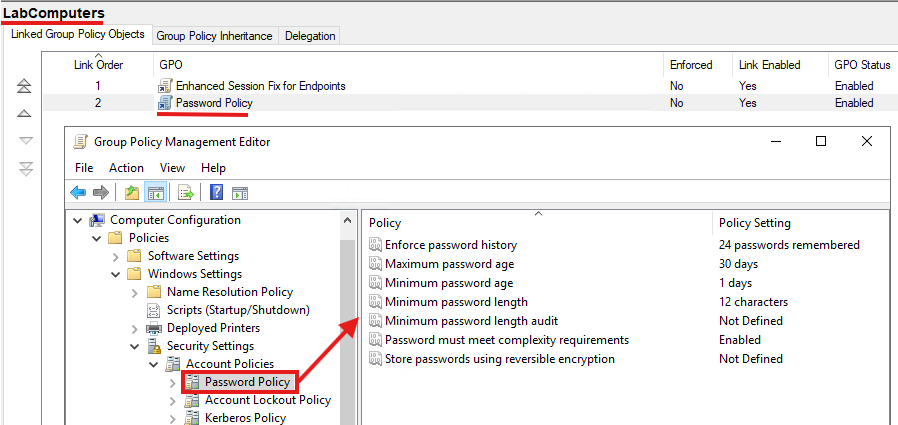 LabComputers
Linked Group Policy Objects Group Policy Inheritance Delegation
Link Order GPO Enforced Link Enabled GPO Status
1 Enhanced Session Fix for Endpoints No Yes Enabled
2 Password Policy No Yes Enabled
Group Policy Management Editor
File Action View Help
Computer Configuration
Policies
Software Settings
Windows Settings
Name Resolution Policy
Scripts (Startup/Shutdown)
Deployed Printers
Security Settings
Account Policies
Password Policy
Account Lockout Policy
Kerberos Policy
Policy Policy Setting
Enforce password history 24 passwords remembered
Maximum password age 30 days
Minimum password age 1 days
Minimum password length 12 characters
Minimum password length audit Not Defined
Password must meet complexity requirements Enabled
Store passwords using reversible encryption Not Defined